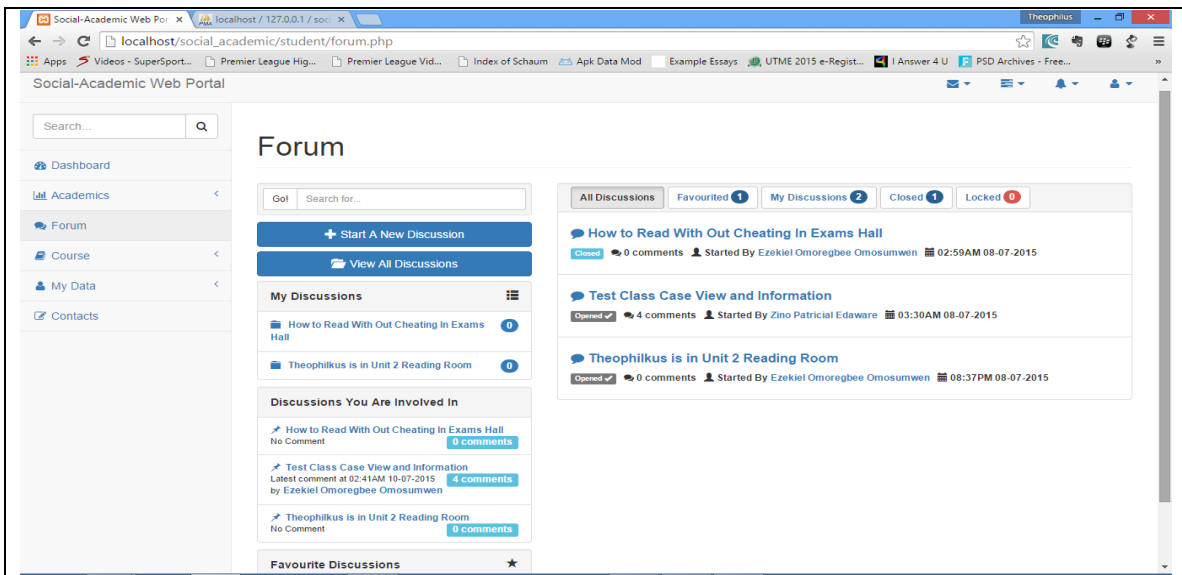 Social-Academic Web Por
localhost / 127.0.0.1 / soci
Theophilus
localhost/social_academic/student/forum.php
Apps Videos - SuperSport... Premier League Hig... Premier League Vid... Index of Schaum Apk Data Mod Example Essays UTME 2015 e-Regist... I Answer 4 U PSD Archives - Free... »
Social-Academic Web Portal
Search...
Dashboard
Academics
Forum
Course
My Data
Contacts
Forum
Go! Search for...
Start A New Discussion
View All Discussions
My Discussions
How to Read With Out Cheating In Exams 0
Hall
Theophilkus is in Unit 2 Reading Room 0
Discussions You Are Involved In
How to Read With Out Cheating In Exams Hall
No Comment 0 comments
Test Class Case View and Information
Latest comment at 02:41AM 10-07-2015 4 comments
by Ezekiel Omoregbee Omosumwen
Theophilkus is in Unit 2 Reading Room
No Comment 0 comments
Favourite Discussions
All Discussions Favourited 1 My Discussions 2 Closed 1 Locked 0
How to Read With Out Cheating In Exams Hall
Closed 0 comments Started By Ezekiel Omoregbee Omosumwen 02:59AM 08-07-2015
Test Class Case View and Information
Opened 4 comments Started By Zino Patricial Edaware 03:30AM 08-07-2015
Theophilkus is in Unit 2 Reading Room
Opened 0 comments Started By Ezekiel Omoregbee Omosumwen 08:37PM 08-07-2015